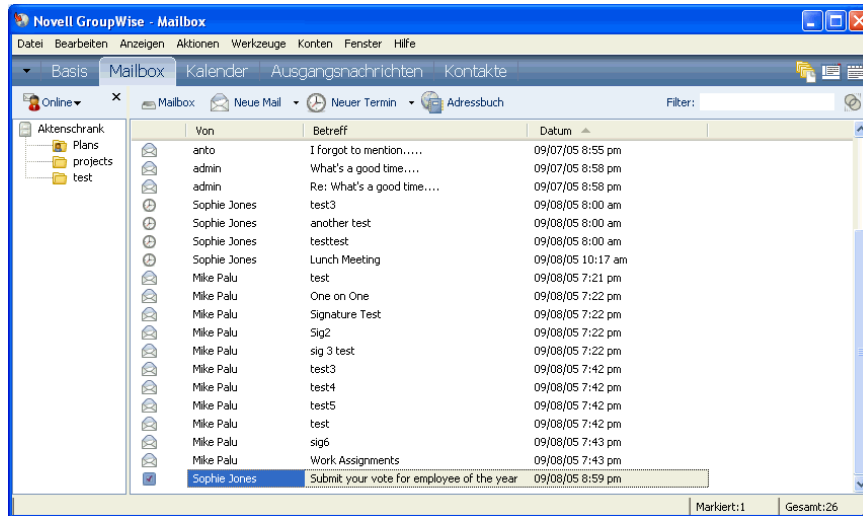 Novell GroupWise - Mailbox
Datei Bearbeiten Anzeigen Aktionen Werkzeuge Konten Fenster Hilfe
Basis Mailbox Kalender Ausgangsnachrichten Kontakte
Online Mailbox Neue Mail Neuer Termin Adressbuch Filter:
Aktenschrank
Plans
projects
test
Von Betreff Datum
anto I forgot to mention..... 09/07/05 8:55 pm
admin What's a good time.... 09/07/05 8:58 pm
admin Re: What's a good time.... 09/07/05 8:58 pm
Sophie Jones test3 09/08/05 8:00 am
Sophie Jones another test 09/08/05 8:00 am
Sophie Jones testtest 09/08/05 8:00 am
Sophie Jones Lunch Meeting 09/08/05 10:17 am
Mike Palu test 09/08/05 7:21 pm
Mike Palu One on One 09/08/05 7:22 pm
Mike Palu Signature Test 09/08/05 7:22 pm
Mike Palu Sig2 09/08/05 7:22 pm
Mike Palu sig 3 test 09/08/05 7:22 pm
Mike Palu test3 09/08/05 7:42 pm
Mike Palu test4 09/08/05 7:42 pm
Mike Palu test5 09/08/05 7:42 pm
Mike Palu test 09/08/05 7:42 pm
Mike Palu sig6 09/08/05 7:43 pm
Mike Palu Work Assignments 09/08/05 7:43 pm
Sophie Jones Submit your vote for employee of the year 09/08/05 8:59 pm
Markiert:1 Gesamt:26